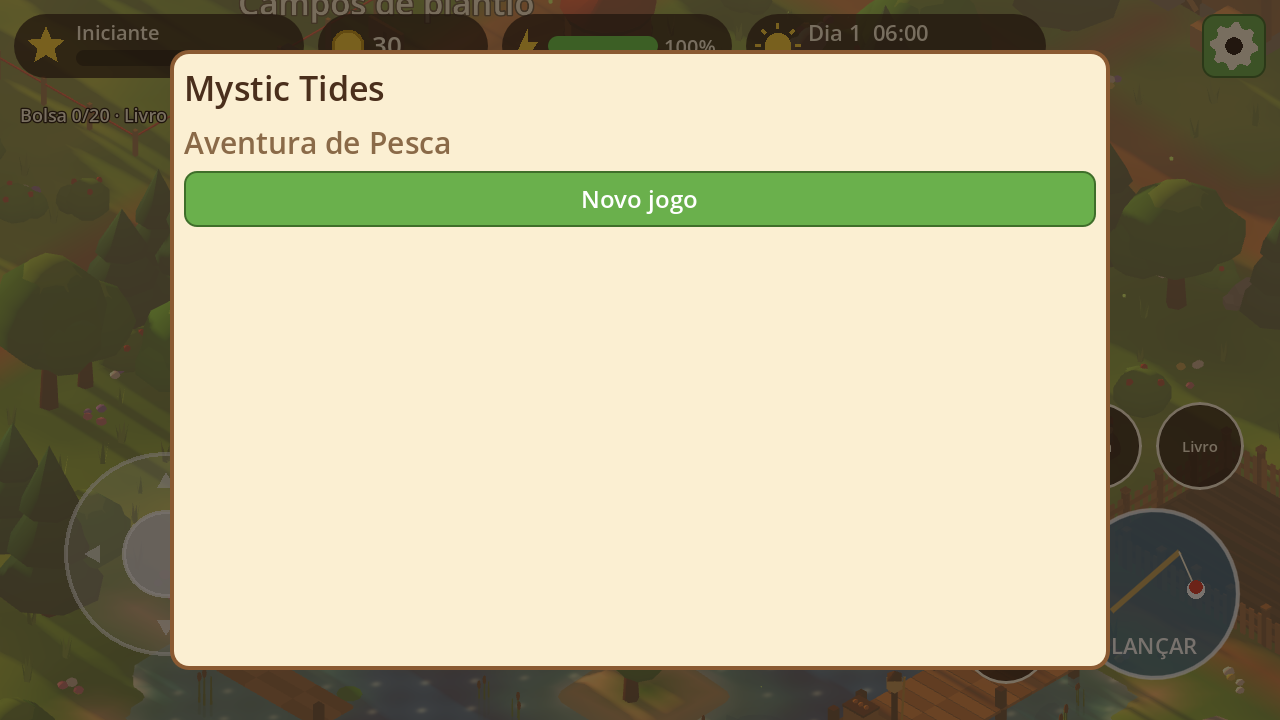 Campos de plantio
Iniciante
30
100%
Dia 1 06:00
Bolsa 0/20 · Livro
Mystic Tides
Aventura de Pesca
Novo jogo
Livro
LANÇAR